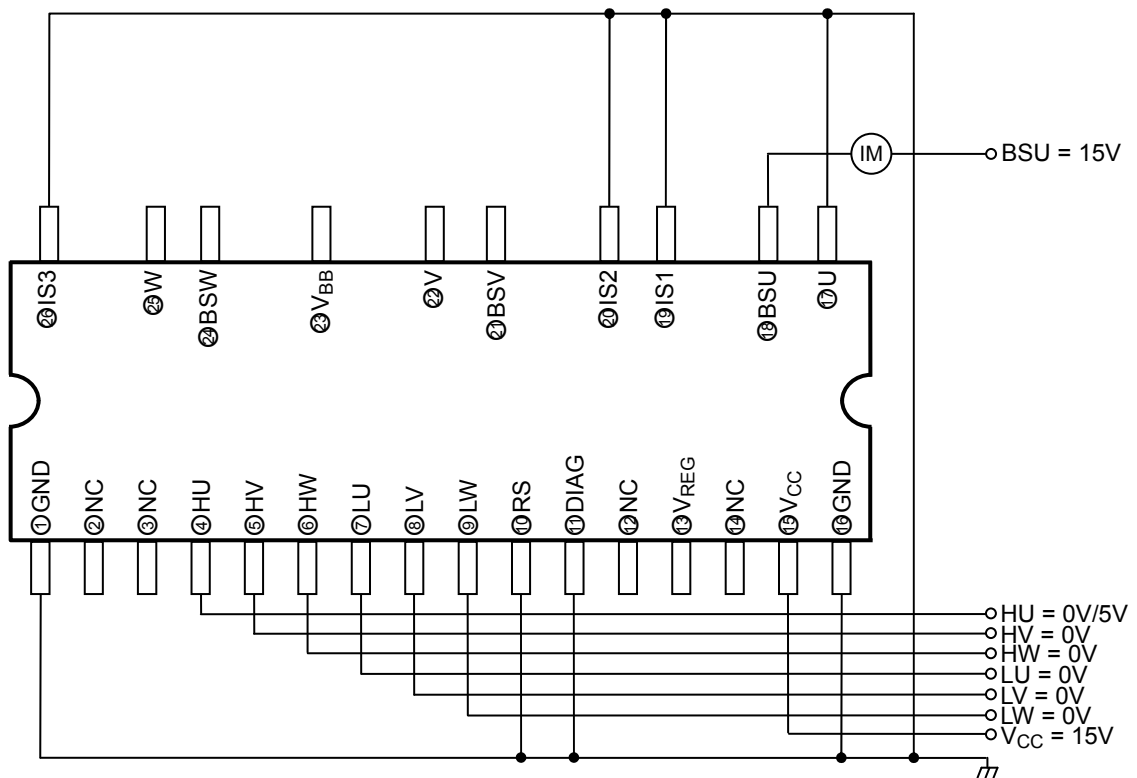 IM
BSU = 15V
㉖IS3
㉕W
㉔BSW
㉓VBB
㉒V
㉑BSV
⑳IS2
⑲IS1
⑱BSU
⑰U
①GND
②NC
③NC
④HU
⑤HV
⑥HW
⑦LU
⑧LV
⑨LW
⑩RS
⑪DIAG
⑫NC
⑬VREG
⑭NC
⑮VCC
⑯GND
HU = 0V/5V
HV = 0V
HW = 0V
LU = 0V
LV = 0V
LW = 0V
VCC = 15V